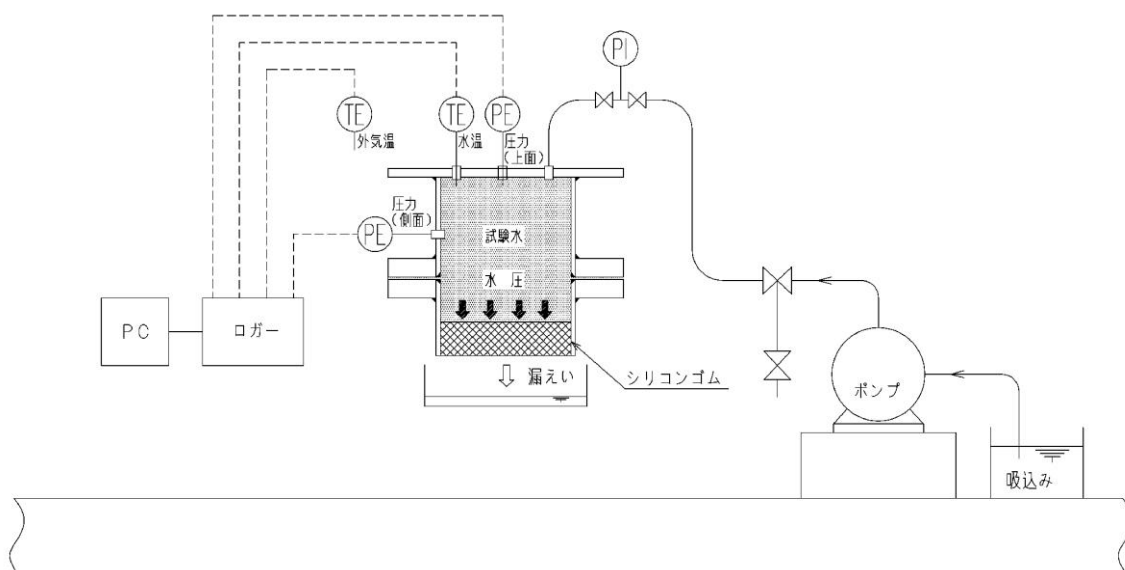 PI
TE
TE
PE
外気温
水温
圧力
(上面)
圧力
(側面)
PE
試験水
水 圧
PC
ロガー
漏えい
シリコンゴム
ポンプ
吸込み